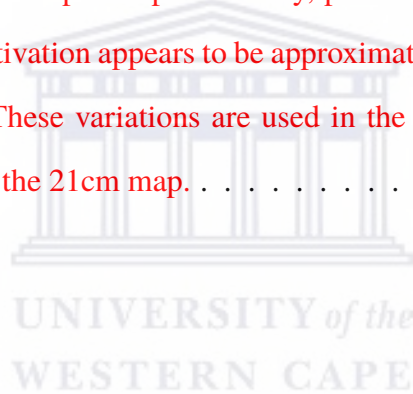 tivation appears to be approximat
These variations are used in the
the 21cm map. . . . . . . . . . .
UNIVERSITY of the
WESTERN CAPE